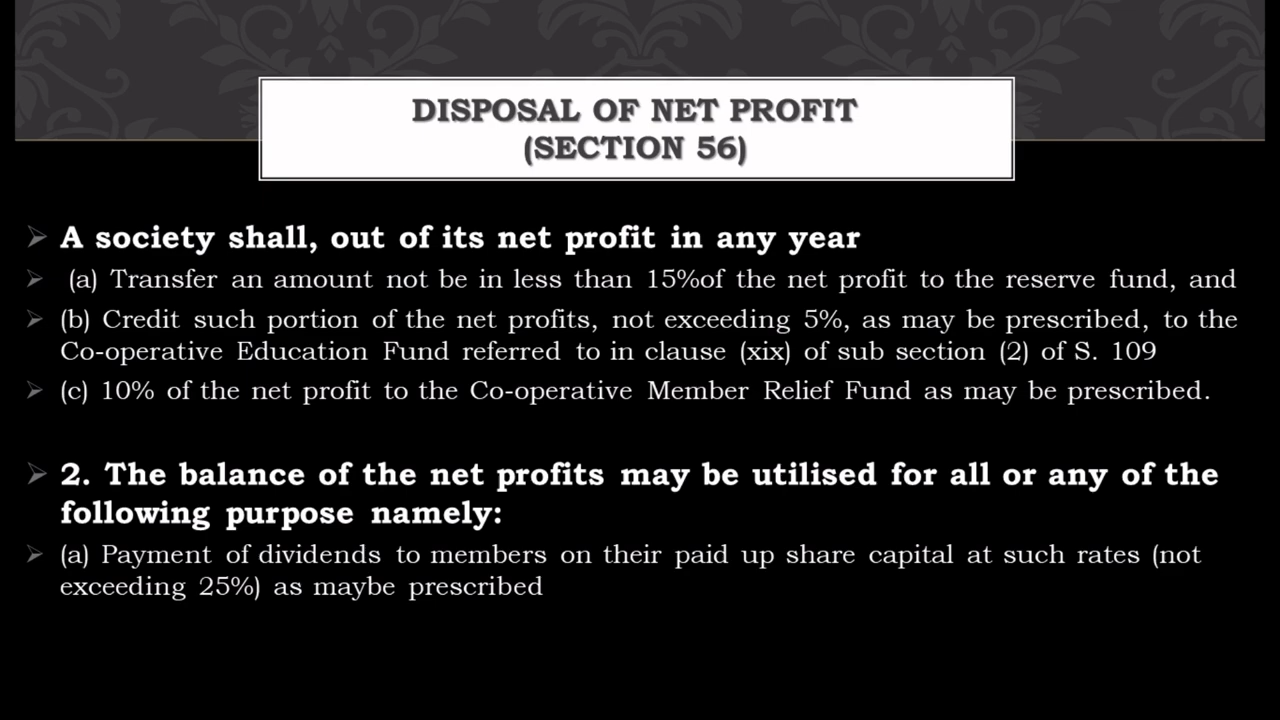 DISPOSAL OF NET PROFIT
(SECTION 56)
A society shall, out of its net profit in any year
(a) Transfer an amount not be in less than 15%of the net profit to the reserve fund, and
(b) Credit such portion of the net profits, not exceeding 5%, as may be prescribed, to the
Co-operative Education Fund referred to in clause (xix) of sub section (2) of S. 109
(c) 10% of the net profit to the Co-operative Member Relief Fund as may be prescribed.
2. The balance of the net profits may be utilised for all or any of the
following purpose namely:
(a) Payment of dividends to members on their paid up share capital at such rates (not
exceeding 25%) as maybe prescribed